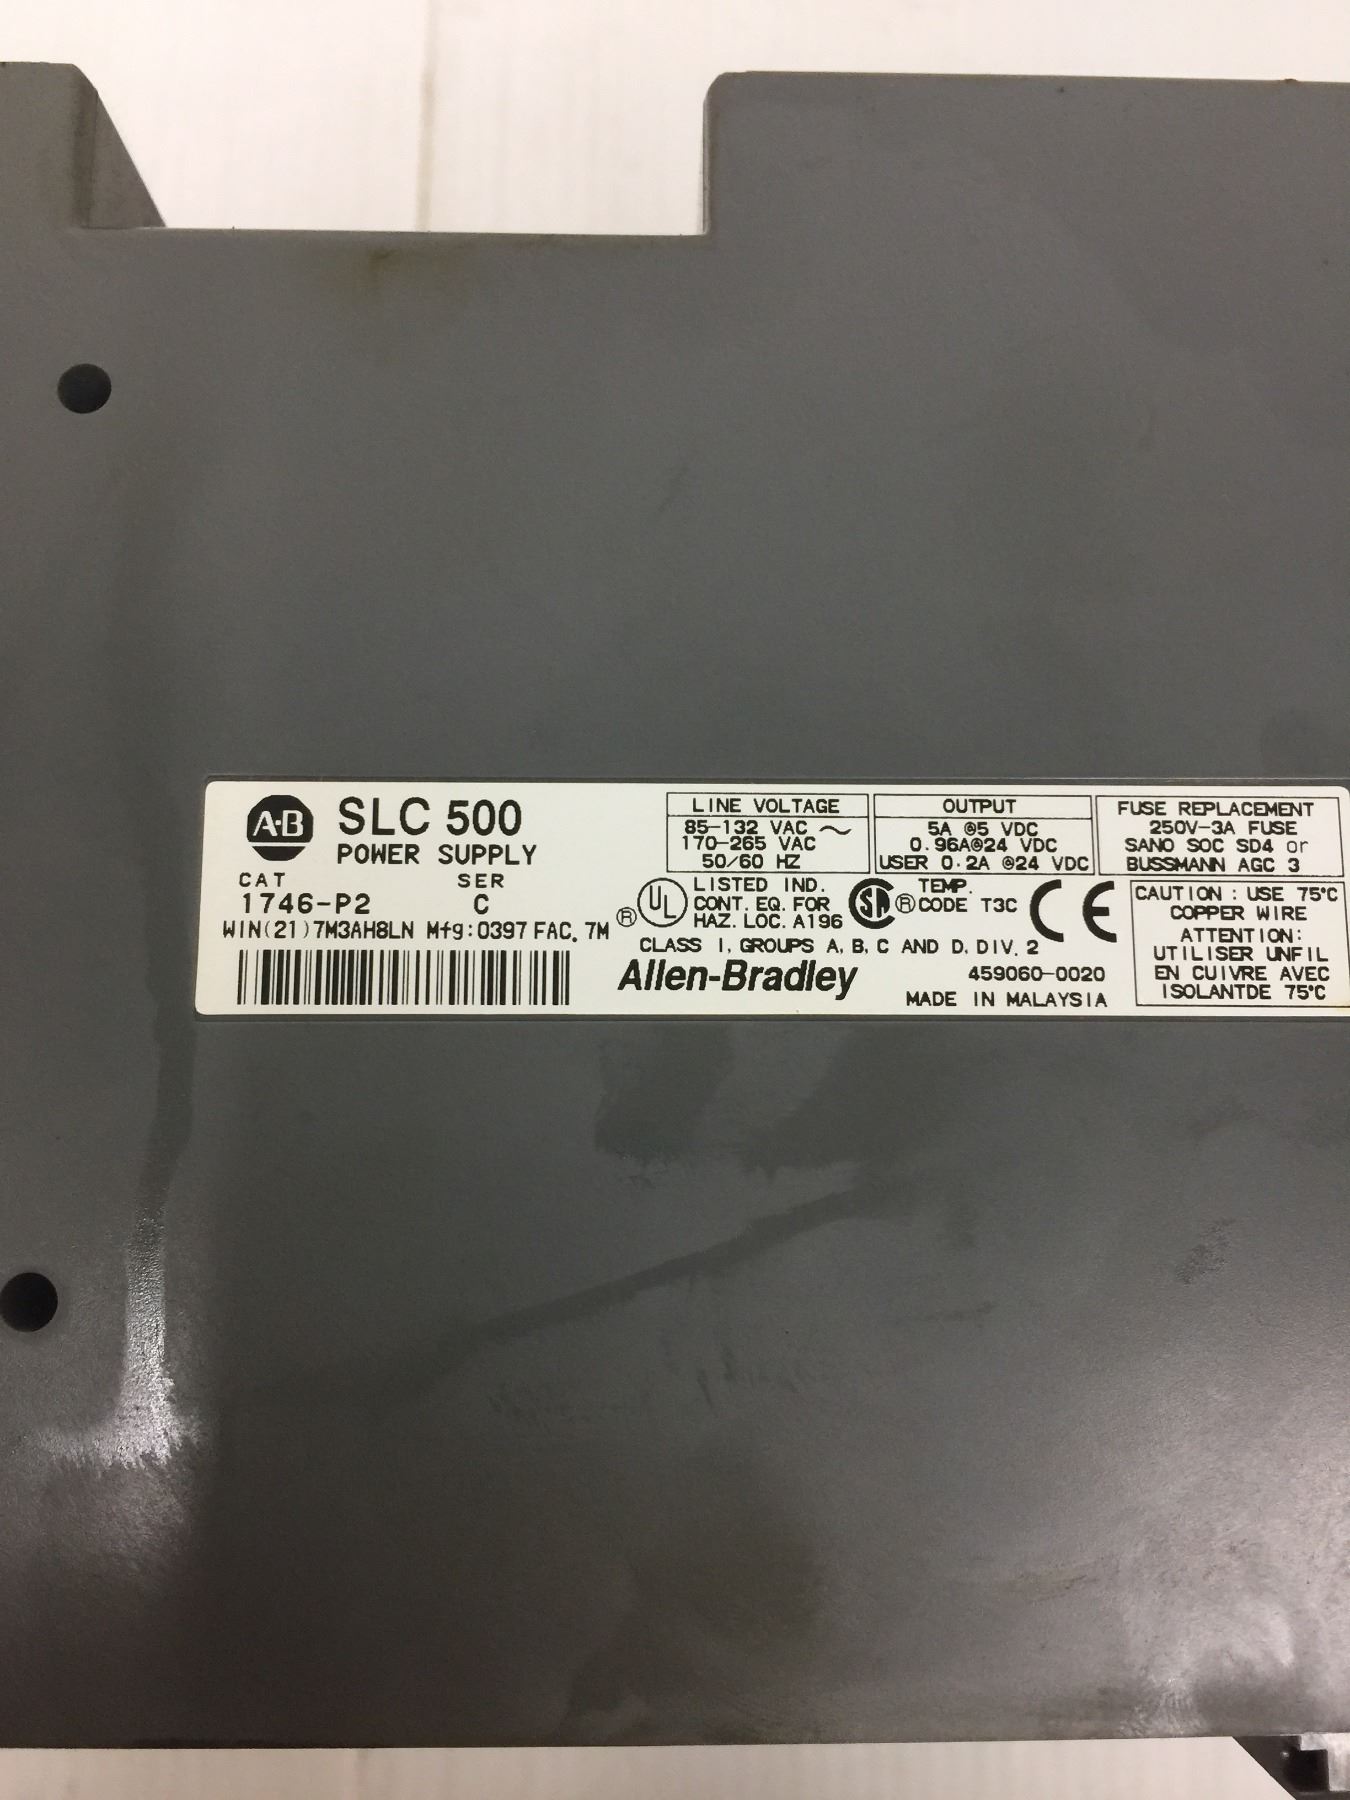 A-B
SLC 500
POWER SUPPLY
CAT SER
1746-P2 C
WIN(21)7M3AH8LN Mfg:0397 FAC. 7M
LINE VOLTAGE
85-132 VAC ~
170-265 VAC
50/60 HZ
OUTPUT
5A @5 VDC
0.96A@24 VDC
USER 0.2A @24 VDC
FUSE REPLACEMENT
250V-3A FUSE
SANO SOC SD4 or
BUSSMANN AGC 3
® UL
LISTED IND.
CONT. EQ. FOR
HAZ. LOC. A196
SA ®
TEMP.
CODE T3C
CE
CLASS I, GROUPS A, B, C AND D, DIV. 2
Allen-Bradley
459060-0020
MADE IN MALAYSIA
CAUTION : USE 75°C
COPPER WIRE
ATTENTION:
UTILISER UNFIL
EN CUIVRE AVEC
ISOLANTDE 75°C